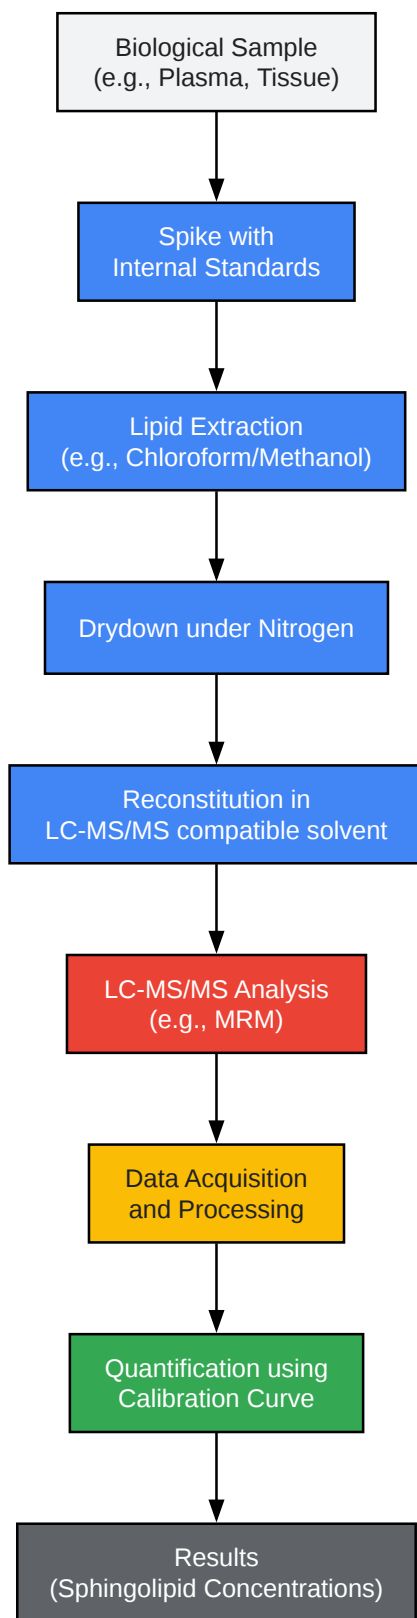 Biological Sample
(e.g., Plasma, Tissue)
Spike with
Internal Standards
Lipid Extraction
(e.g., Chloroform/Methanol)
Drydown under Nitrogen
Reconstitution in
LC-MS/MS compatible solvent
LC-MS/MS Analysis
(e.g., MRM)
Data Acquisition
and Processing
Quantification using
Calibration Curve
Results
(Sphingolipid Concentrations)